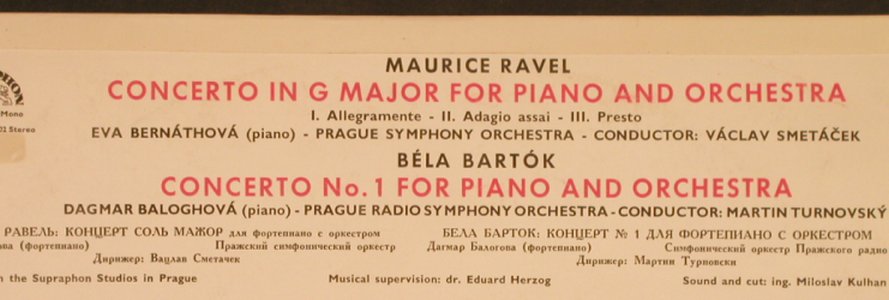 PHON
Mono
01 Stereo
MAURICE RAVEL
CONCERTO IN G MAJOR FOR PIANO AND ORCHESTRA
I. Allegramente - II. Adagio assai - III. Presto
EVA BERNÁTHOVÁ (piano) - PRAGUE SYMPHONY ORCHESTRA - CONDUCTOR: VÁCLAV SMETÁČEK
BÉLA BARTÓK
CONCERTO No. 1 FOR PIANO AND ORCHESTRA
DAGMAR BALOGHOVÁ (piano) - PRAGUE RADIO SYMPHONY ORCHESTRA - CONDUCTOR: MARTIN TURNOVSKÝ
РАВЕЛЬ: КОНЦЕРТ СОЛЬ МАЖОР для фортепиано с оркестром
ова (фортепиано) Пражский симфонический оркестр
Дирижер: Вацлав Сметачек
БЕЛА БАРТОК: КОНЦЕРТ № 1 ДЛЯ ФОРТЕПИАНО С ОРКЕСТРОМ
Дагмар Балогова (фортепиано) Симфонический оркестр Пражского радио
Дирижер: Мартин Турновски
n the Supraphon Studios in Prague Musical supervision: dr. Eduard Herzog Sound and cut: ing. Miloslav Kulhan